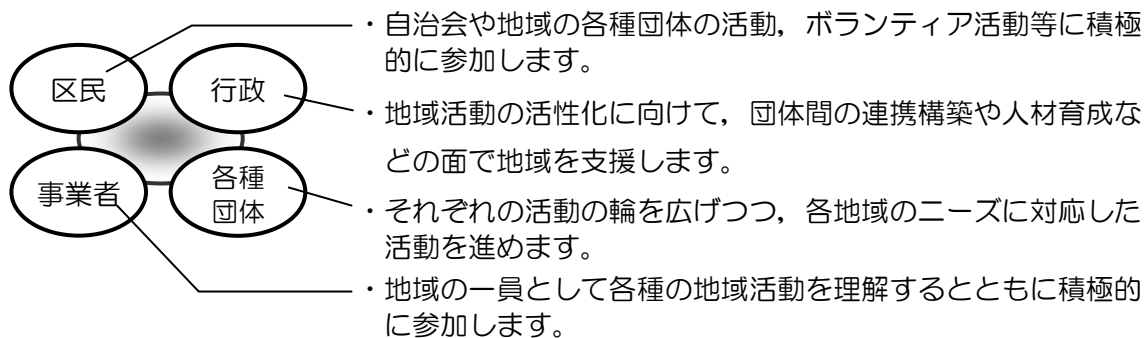 区民
行政
事業者
各種
団体
・自治会や地域の各種団体の活動，ボランティア活動等に積極
的に参加します。
・地域活動の活性化に向けて，団体間の連携構築や人材育成な
どの面で地域を支援します。
・それぞれの活動の輪を広げつつ，各地域のニーズに対応した
活動を進めます。
・地域の一員として各種の地域活動を理解するとともに積極的
に参加します。